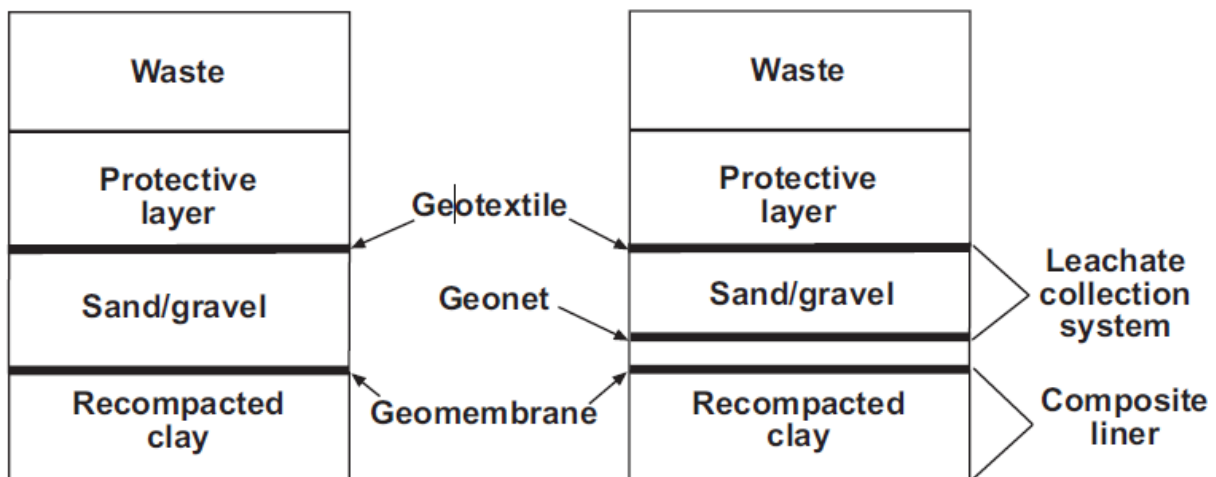 Waste
Waste
Protective
layer
Geotextile
Protective
layer
Sand/gravel
Geonet
Sand/gravel
Leachate
collection
system
Recompacted
clay
Geomembrane
Recompacted
clay
Composite
liner